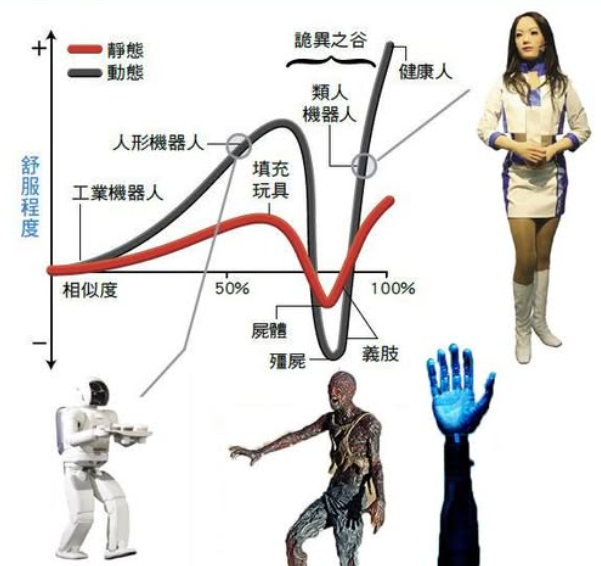 +
靜態
動態
詭異之谷
健康人
類人
機器人
人形機器人
填充
玩具
工業機器人
舒服程度
相似度
50%
100%
−
屍體
殭屍
義肢